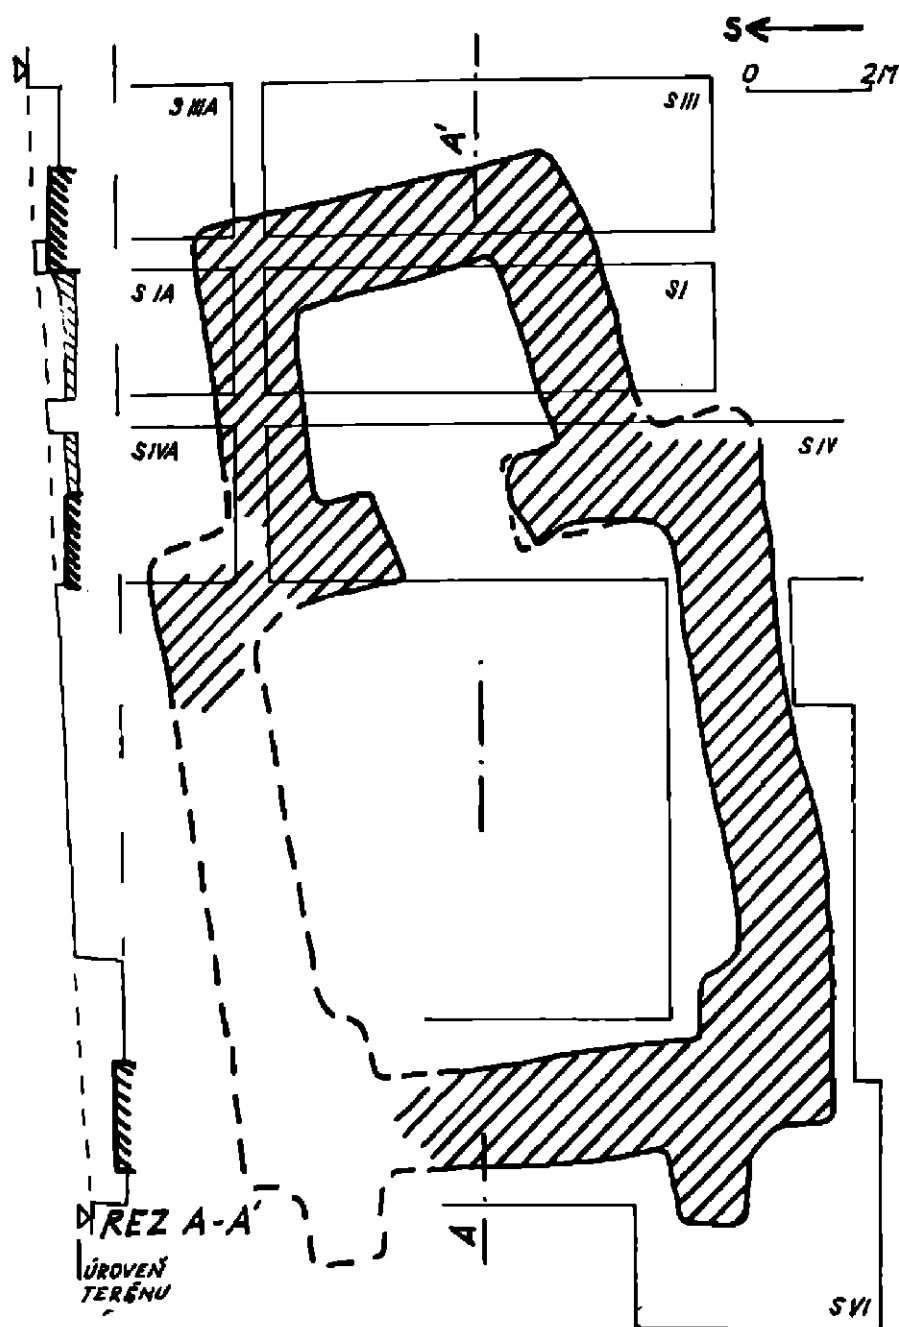 S
0 2M
S IIIA
S III
A'
S IA
S I
S IVA
S IV
REZ A-A'
ÚROVEŇ
TERÉNU
A
S VI